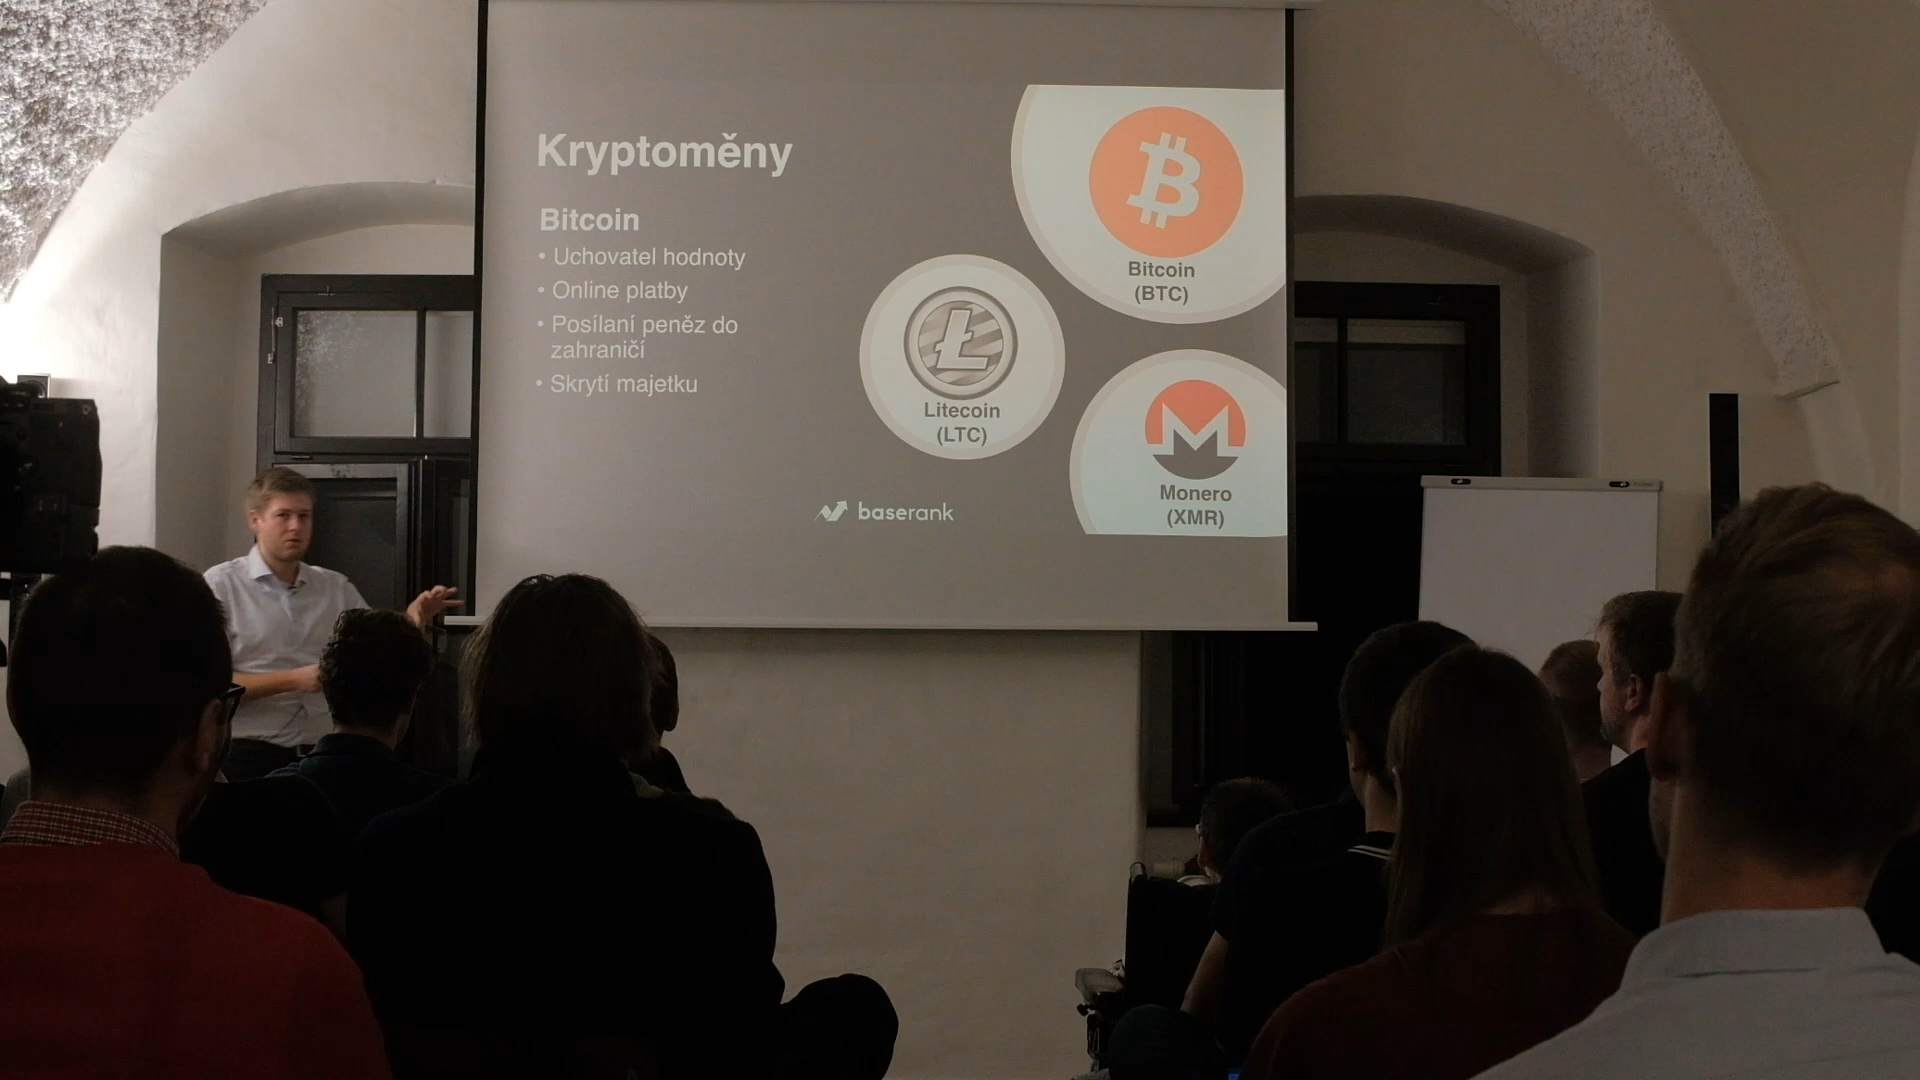 Kryptoměny
Bitcoin
• Uchovatel hodnoty
• Online platby
• Posílaní peněz do
zahraničí
• Skrytí majetku
Bitcoin
(BTC)
Litecoin
(LTC)
Monero
(XMR)
baserank